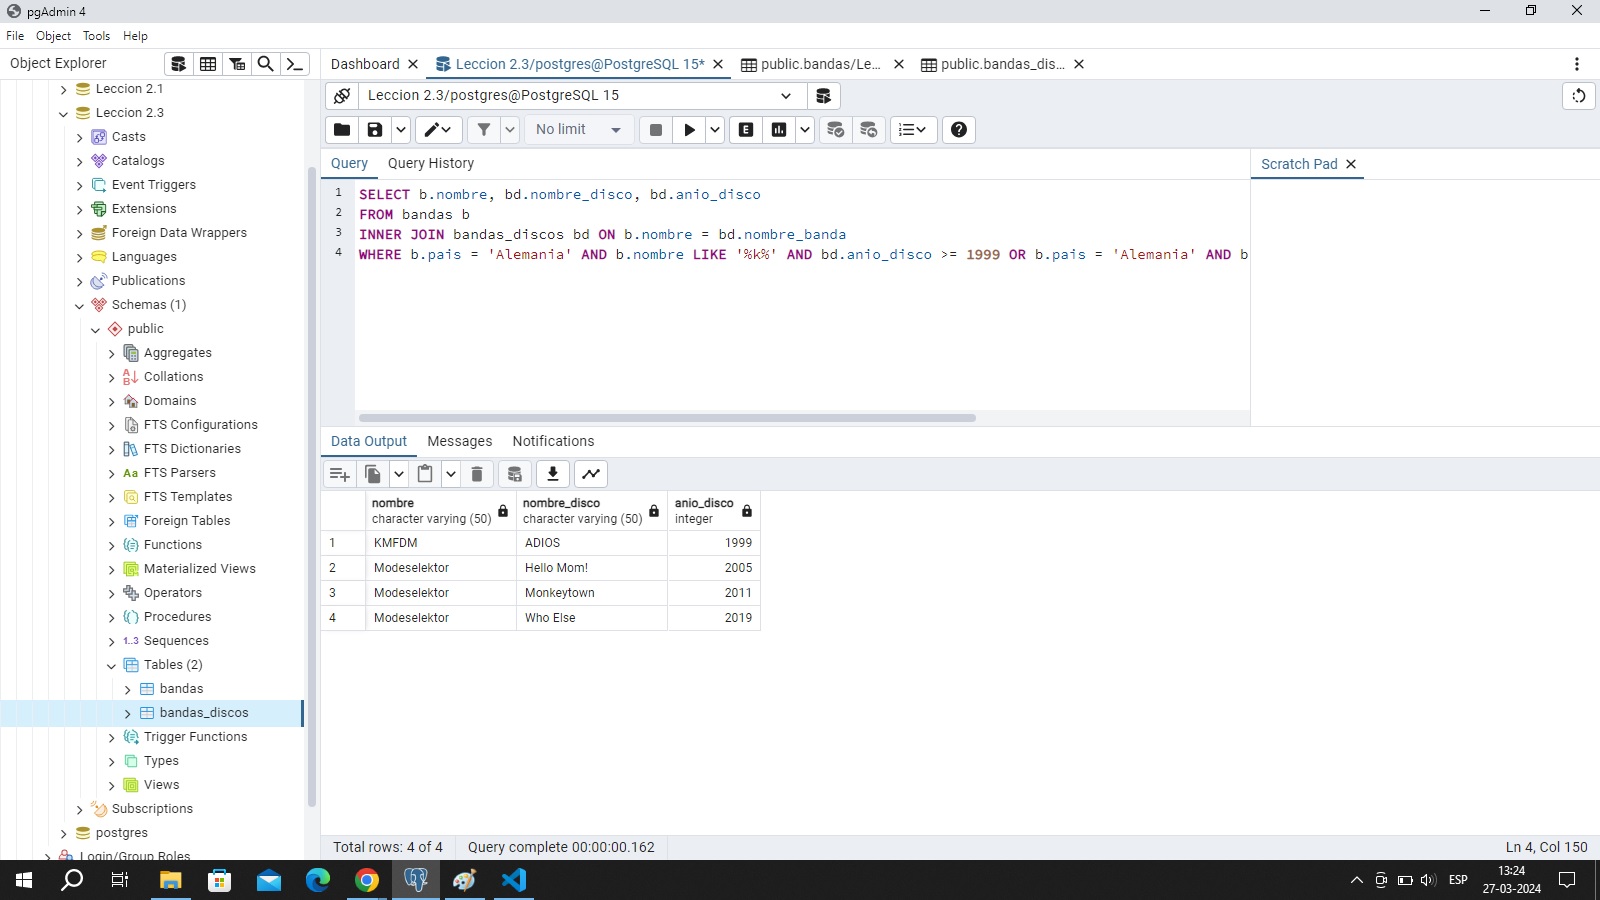 pgAdmin 4
File Object Tools Help
Object Explorer
Dashboard
Leccion 2.3/postgres@PostgreSQL 15*
public.bandas/Le...
public.bandas_dis...
Leccion 2.1
Leccion 2.3
Casts
Catalogs
Event Triggers
Extensions
Foreign Data Wrappers
Languages
Publications
Schemas (1)
public
Aggregates
Collations
Domains
FTS Configurations
FTS Dictionaries
Aa FTS Parsers
FTS Templates
Foreign Tables
Functions
Materialized Views
Operators
Procedures
1..3 Sequences
Tables (2)
bandas
bandas_discos
Trigger Functions
Types
Views
Subscriptions
postgres
Login/Group Roles
Leccion 2.3/postgres@PostgreSQL 15
No limit
E
Query Query History
Scratch Pad
1 SELECT b.nombre, bd.nombre_disco, bd.anio_disco
2 FROM bandas b
3 INNER JOIN bandas_discos bd ON b.nombre = bd.nombre_banda
4 WHERE b.pais = 'Alemania' AND b.nombre LIKE '%k%' AND bd.anio_disco >= 1999 OR b.pais = 'Alemania' AND b
Data Output Messages Notifications
nombre nombre_disco anio_disco
character varying (50) character varying (50) integer
1 KMFDM ADIOS 1999
2 Modeselektor Hello Mom! 2005
3 Modeselektor Monkeytown 2011
4 Modeselektor Who Else 2019
Total rows: 4 of 4 Query complete 00:00:00.162 Ln 4, Col 150
ESP
13:24
27-03-2024